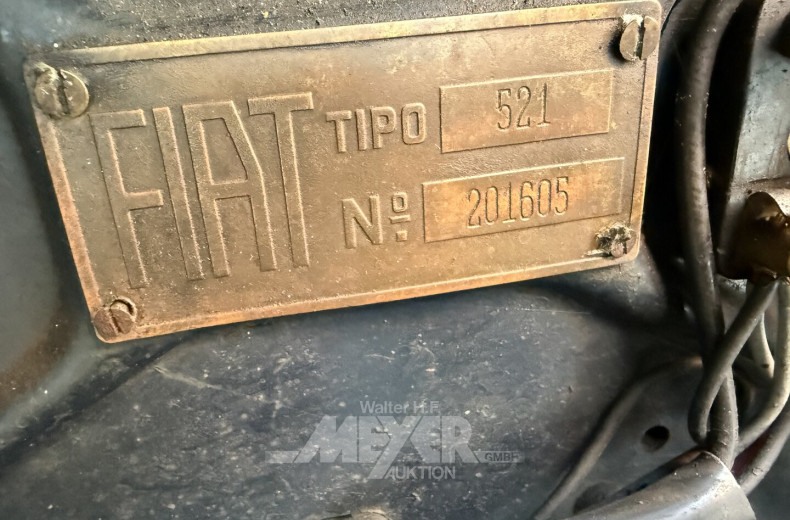 FIAT TIPO 521
Nº 201605
Walter H.F.
MEYER
GMBH
AUKTION